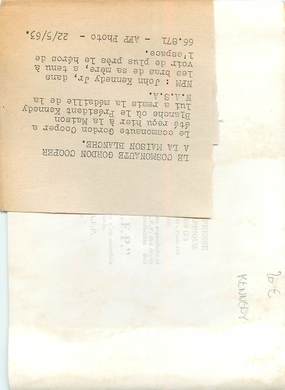 LE COSMONAUTE GORDON COOPER
A LA MAISON BLANCHE.
Le comonaute Gordon Cooper a
été reçu hier à la Maison
Blanche où le Président Kennedy
lui a remis la médaille de la
N.A.S.A.
NPM : John Kennedy Jr, dans
les bras de sa mère, a tenu à
voir de plus près le héros de
l'espace.
66.871 - AFP Photo - 22/5/63.
20 €
KENNEDY